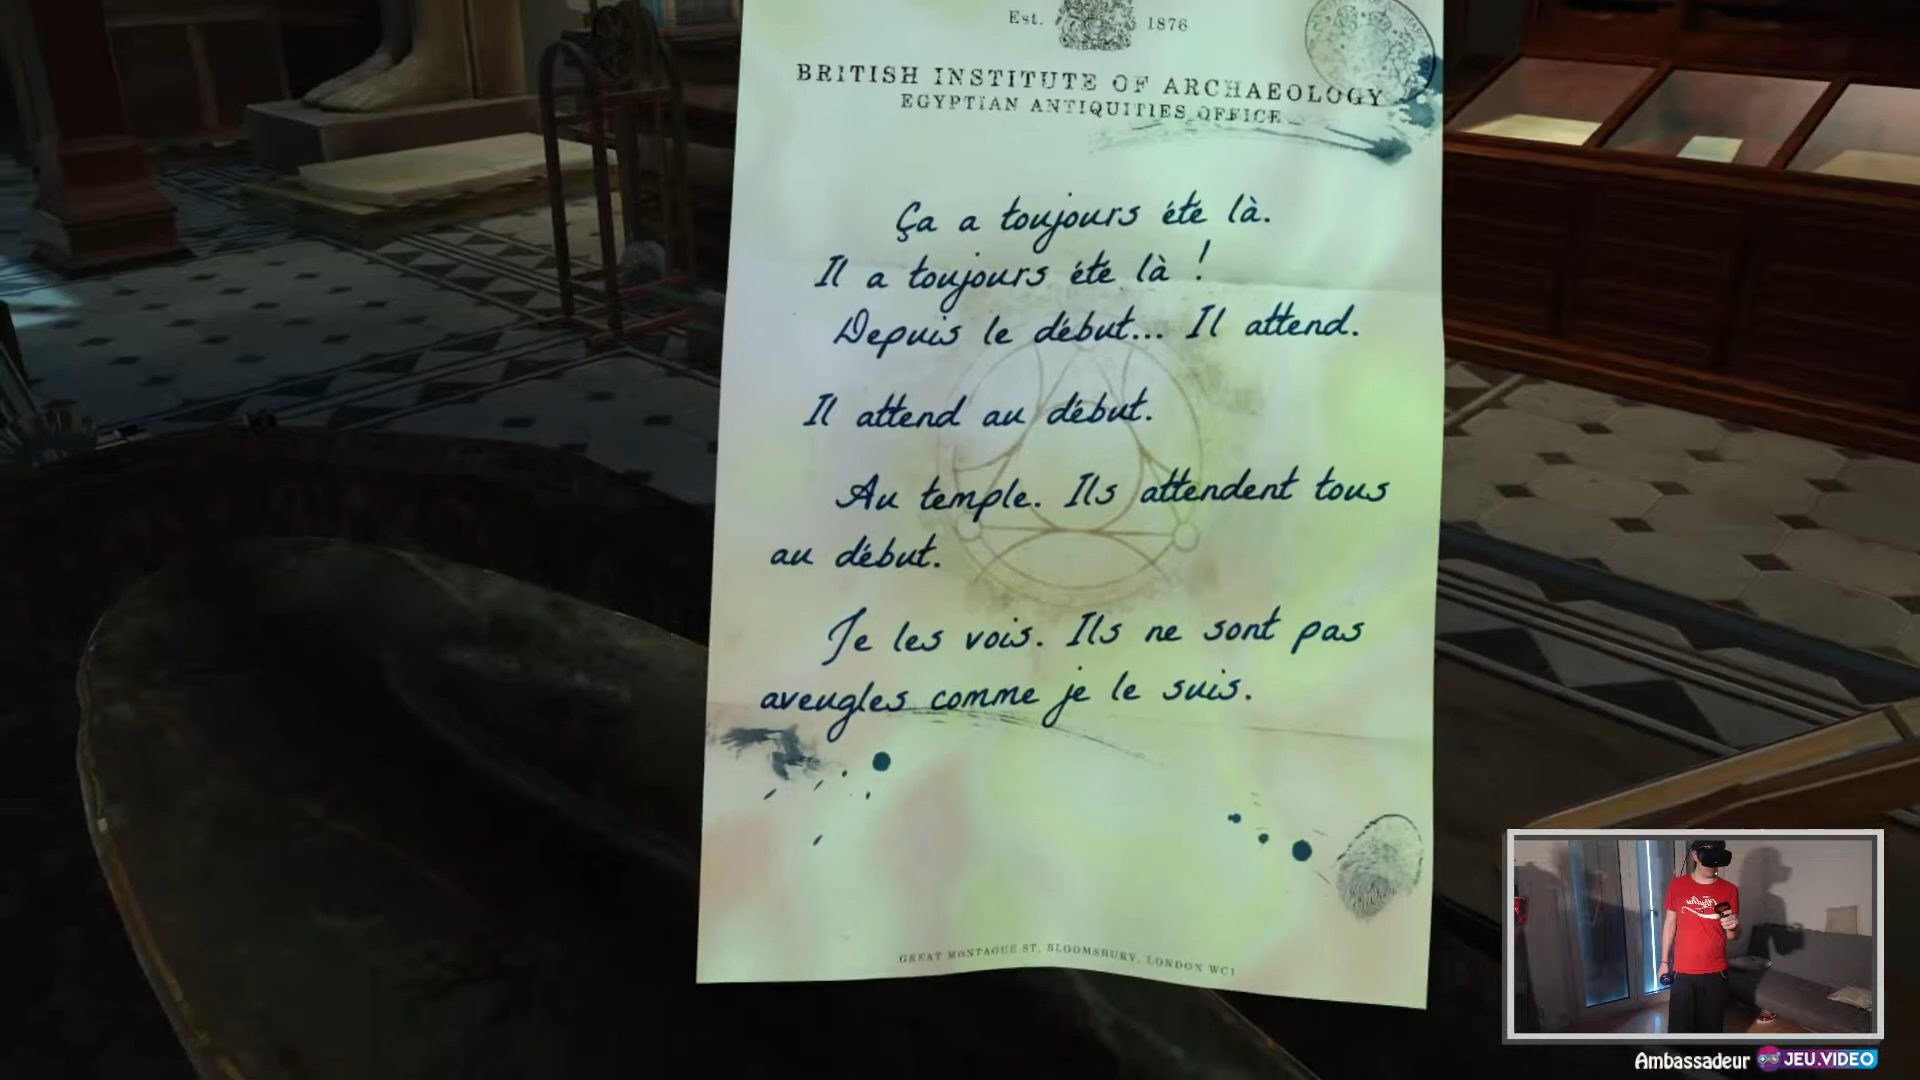 Est. 1876
BRITISH INSTITUTE OF ARCHAEOLOGY
EGYPTIAN ANTIQUITIES OFFICE
Ça a toujours été là.
Il a toujours été là !
Depuis le début... Il attend.
Il attend au début.
Au temple. Ils attendent tous
au début.
Je les vois. Ils ne sont pas
aveugles comme je le suis.
GREAT MONTAGUE ST, BLOOMSBURY, LONDON WC1
Ambassadeur JEU.VIDEO